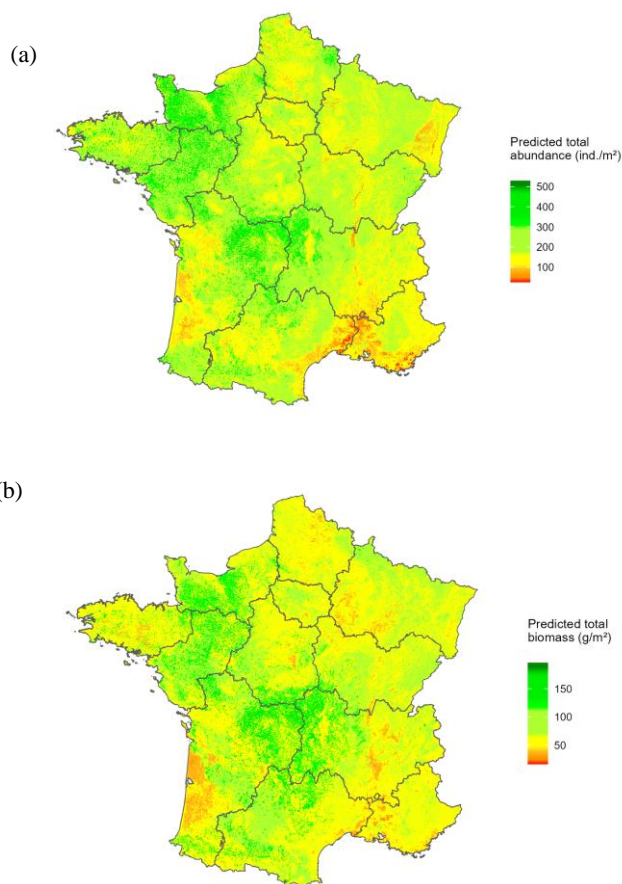 (a)
Predicted total
abundance (ind./m²)
500
400
300
200
100
(b)
Predicted total
biomass (g/m²)
150
100
50